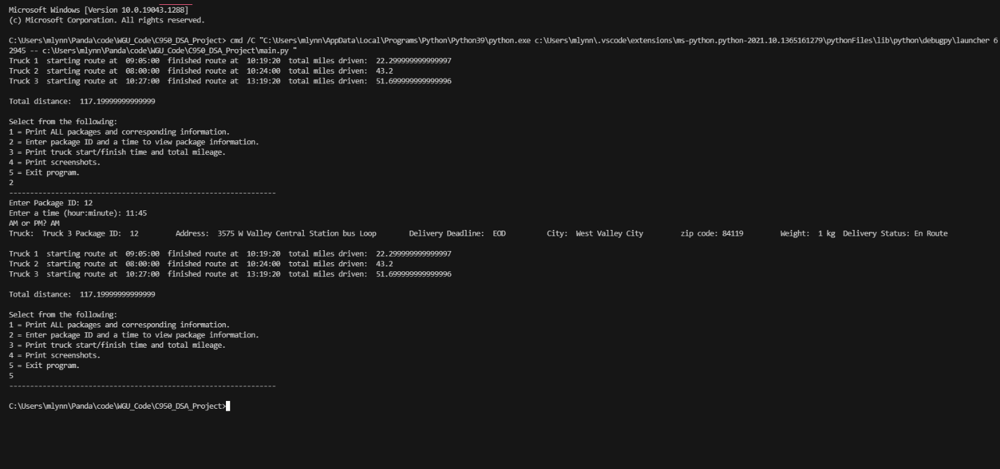 Microsoft Windows [Version 10.0.19043.1288]
(c) Microsoft Corporation. All rights reserved.
C:\Users\mlynn\Panda\code\WGU_Code\C950_DSA_Project> cmd /C "C:\Users\mlynn\AppData\Local\Programs\Python\Python39\python.exe c:\Users\mlynn\.vscode\extensions\ms-python.python-2021.10.1365161279\pythonFiles\lib\python\debugpy\launcher 6
2945 -- c:\Users\mlynn\Panda\code\WGU_Code\C950_DSA_Project\main.py "
Truck 1  starting route at  09:05:00  finished route at  10:19:20  total miles driven:  22.299999999999997
Truck 2  starting route at  08:00:00  finished route at  10:24:00  total miles driven:  43.2
Truck 3  starting route at  10:27:00  finished route at  13:19:20  total miles driven:  51.699999999999996
Total distance:  117.19999999999999
Select from the following:
1 = Print ALL packages and corresponding information.
2 = Enter package ID and a time to view package information.
3 = Print truck start/finish time and total mileage.
4 = Print screenshots.
5 = Exit program.
2
----------------------------------------------------------------
Enter Package ID: 12
Enter a time (hour:minute): 11:45
AM or PM? AM
Truck:  Truck 3 Package ID:  12         Address:  3575 W Valley Central Station bus Loop        Delivery Deadline:  EOD          City:  West Valley City         zip code: 84119         Weight:  1 kg  Delivery Status: En Route
Truck 1  starting route at  09:05:00  finished route at  10:19:20  total miles driven:  22.299999999999997
Truck 2  starting route at  08:00:00  finished route at  10:24:00  total miles driven:  43.2
Truck 3  starting route at  10:27:00  finished route at  13:19:20  total miles driven:  51.699999999999996
Total distance:  117.19999999999999
Select from the following:
1 = Print ALL packages and corresponding information.
2 = Enter package ID and a time to view package information.
3 = Print truck start/finish time and total mileage.
4 = Print screenshots.
5 = Exit program.
5
----------------------------------------------------------------
C:\Users\mlynn\Panda\code\WGU_Code\C950_DSA_Project>